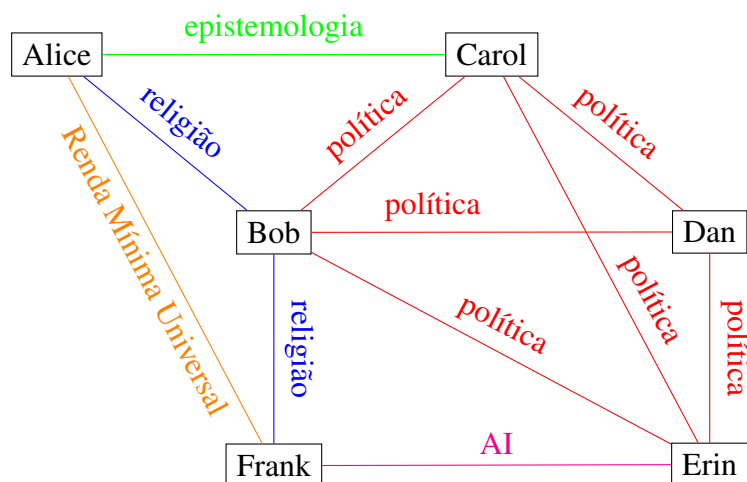 epistemologia
Alice
Carol
religião
política
política
Renda Mínima Universal
política
Bob
Dan
religião
política
política
política
AI
Frank
Erin